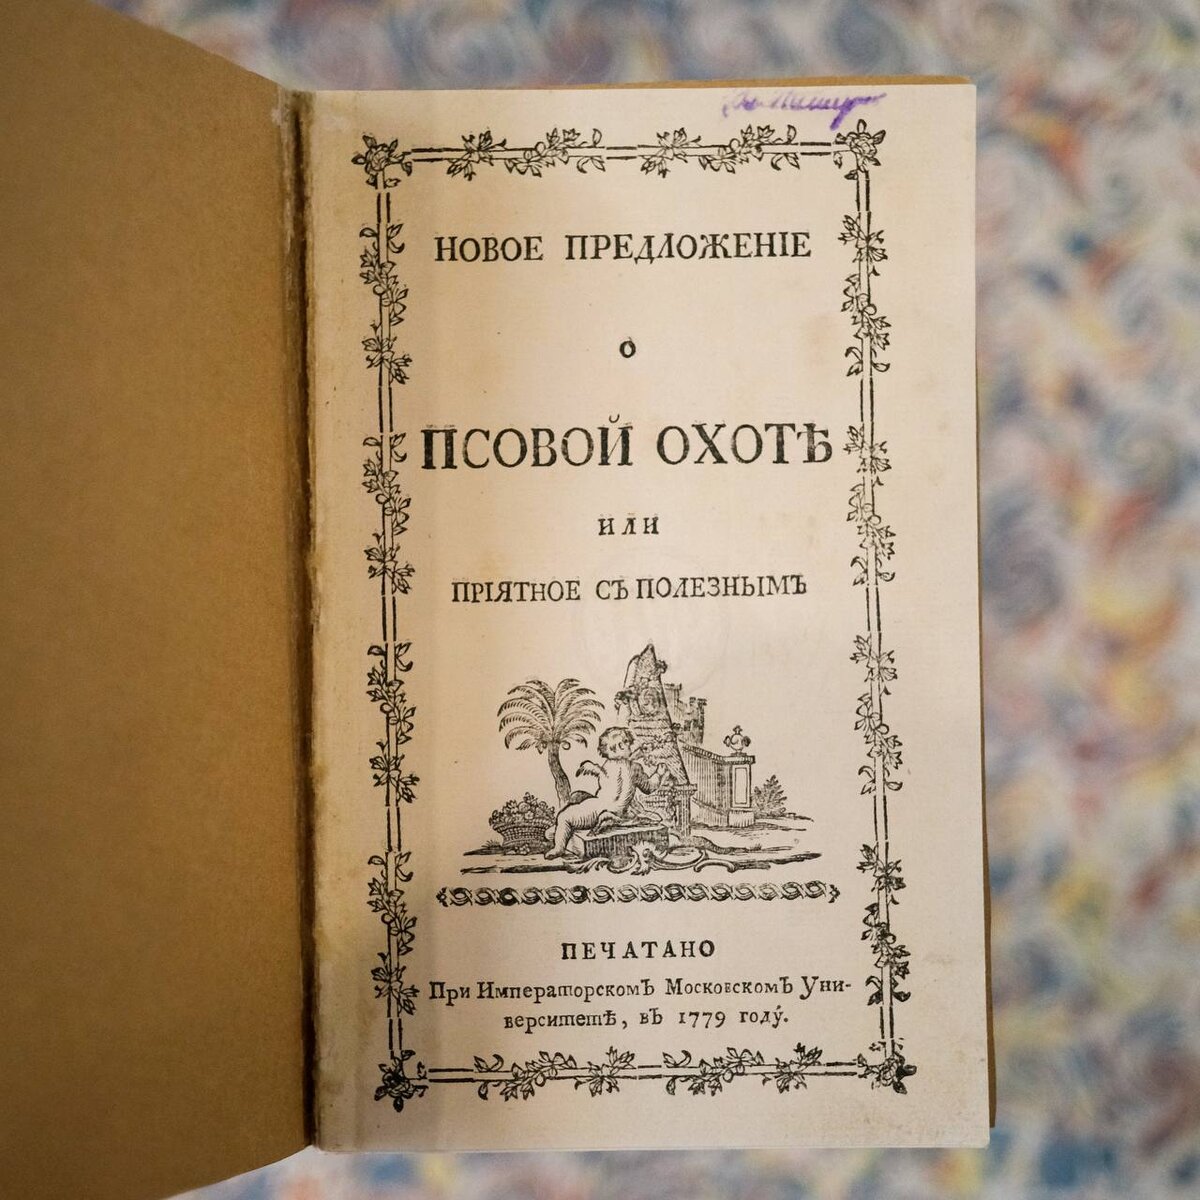 НОВОЕ ПРЕДЛОЖЕНІЕ
О
ПСОВОЙ ОХОТѢ
ИЛИ
ПРІЯТНОЕ СЪ ПОЛЕЗНЫМЪ
ПЕЧАТАНО
При Императорскомъ Московскомъ Уни-
верситетѣ, въ 1779 году́.